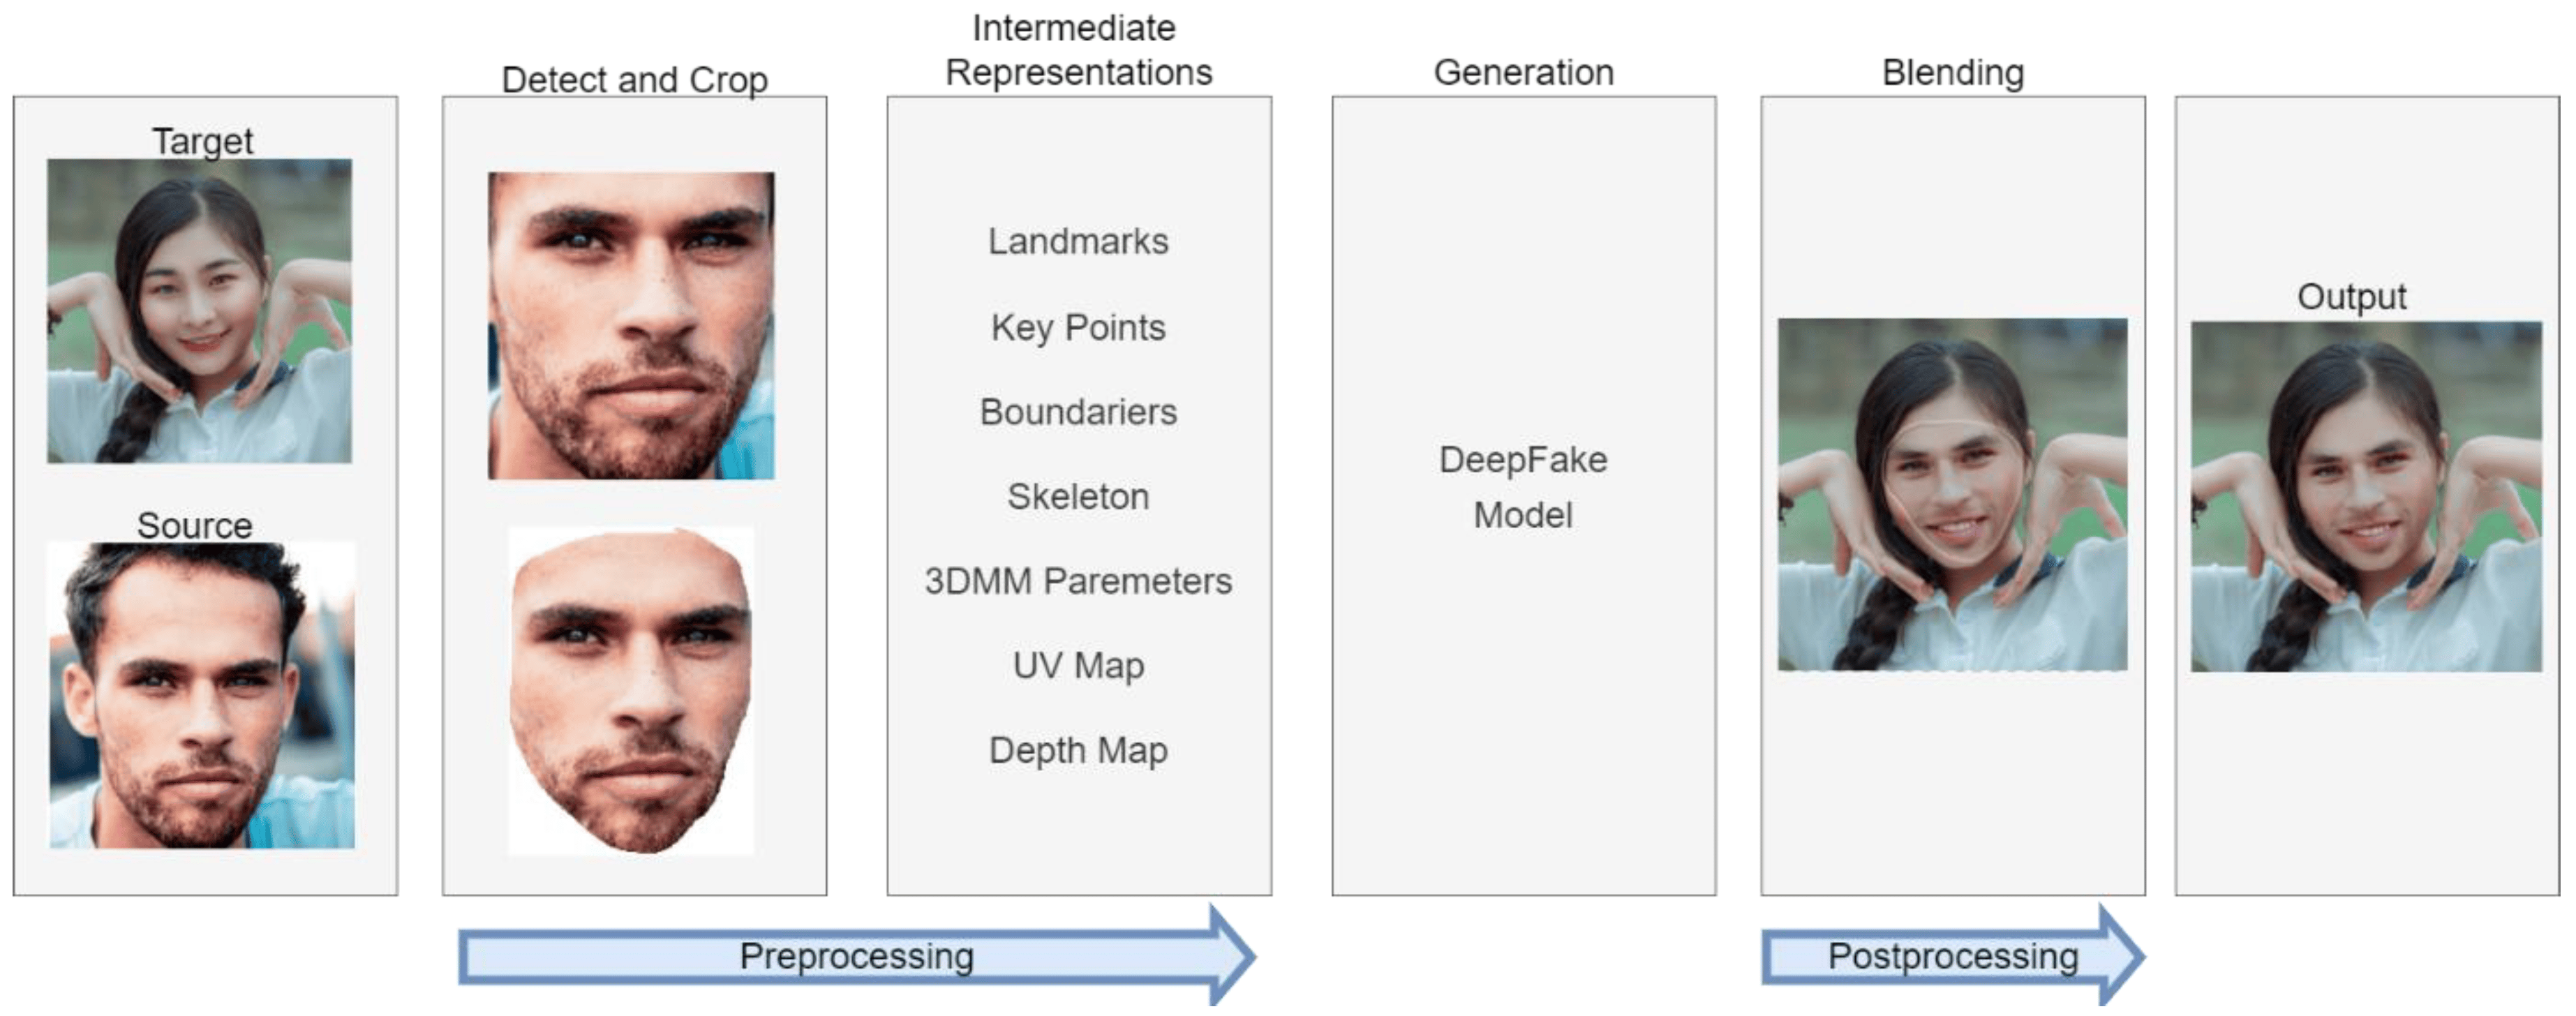 Target
Source
Detect and Crop
Intermediate
Representations
Landmarks
Key Points
Boundariers
Skeleton
3DMM Paremeters
UV Map
Depth Map
Generation
DeepFake
Model
Blending
Output
Preprocessing
Postprocessing